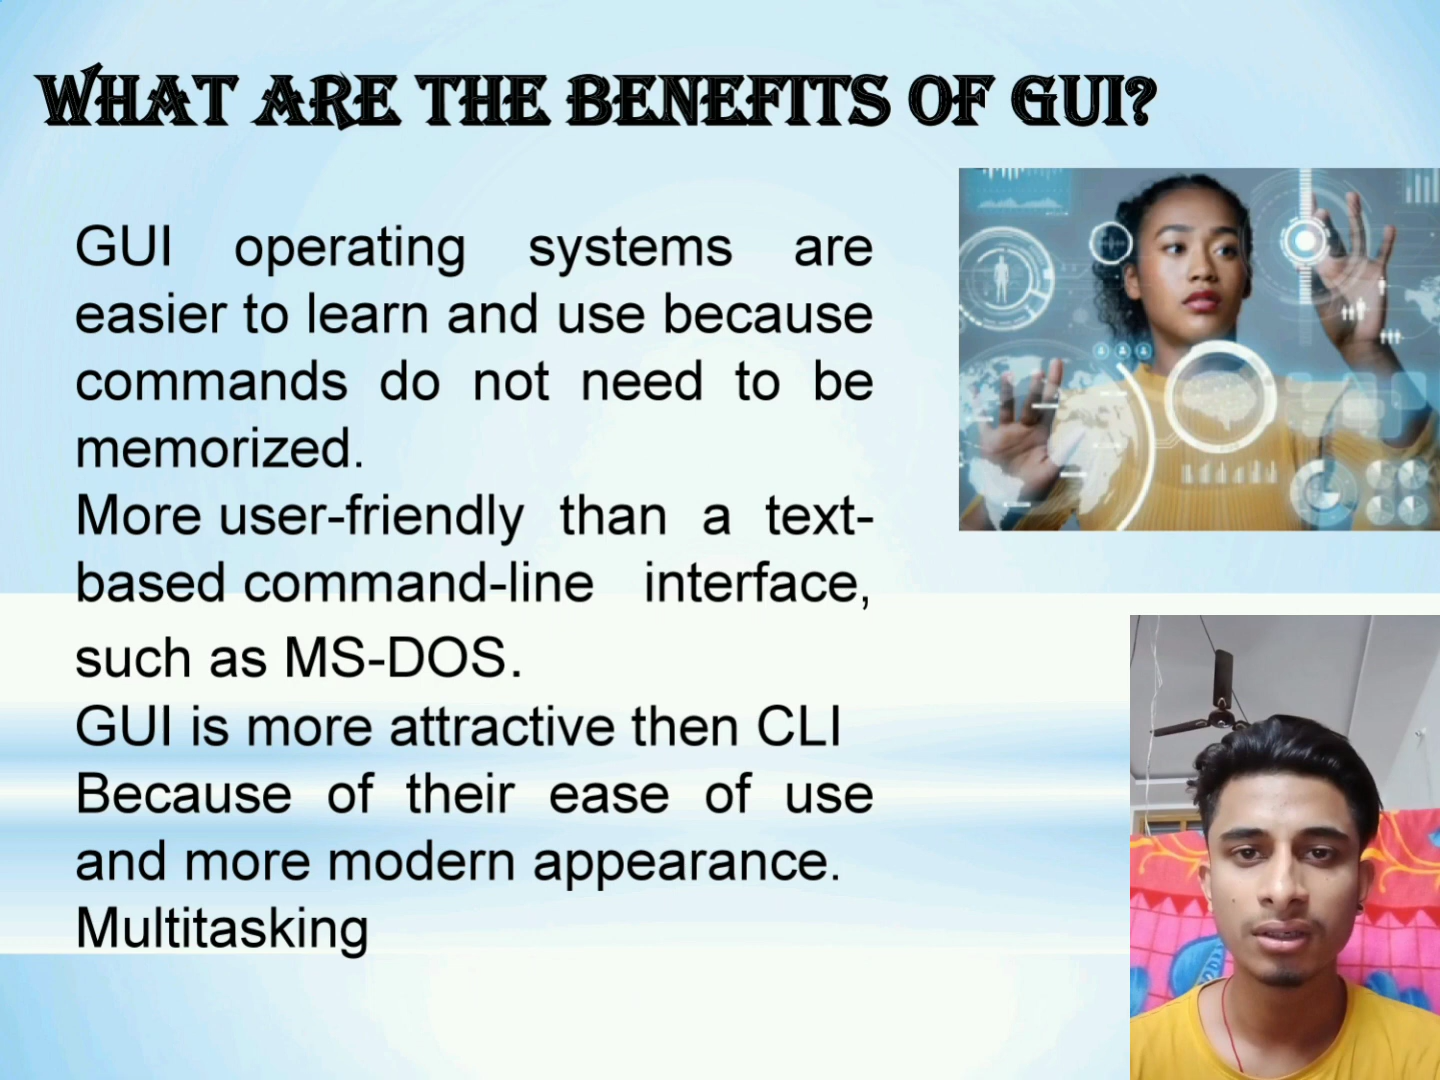 WHAT ARE THE BENEFITS OF GUI?
GUI operating systems are
easier to learn and use because
commands do not need to be
memorized.
More user-friendly than a text-
based command-line interface,
such as MS-DOS.
GUI is more attractive then CLI
Because of their ease of use
and more modern appearance.
Multitasking